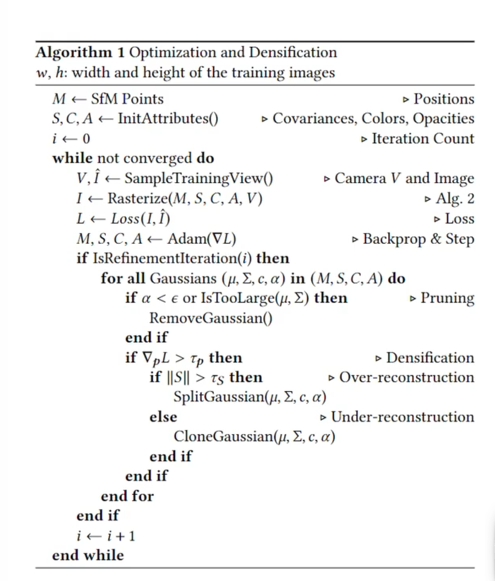 Algorithm 1 Optimization and Densification
w, h: width and height of the training images
M ← SfM Points ▹ Positions
S, C, A ← InitAttributes() ▹ Covariances, Colors, Opacities
i ← 0 ▹ Iteration Count
while not converged do
V, Î ← SampleTrainingView() ▹ Camera V and Image
I ← Rasterize(M, S, C, A, V) ▹ Alg. 2
L ← Loss(I, Î) ▹ Loss
M, S, C, A ← Adam(∇L) ▹ Backprop & Step
if IsRefinementIteration(i) then
for all Gaussians (μ, Σ, c, α) in (M, S, C, A) do
if α < ϵ or IsTooLarge(μ, Σ) then ▹ Pruning
RemoveGaussian()
end if
if ∇pL > τp then ▹ Densification
if ‖S‖ > τS then ▹ Over-reconstruction
SplitGaussian(μ, Σ, c, α)
else ▹ Under-reconstruction
CloneGaussian(μ, Σ, c, α)
end if
end if
end for
end if
i ← i + 1
end while